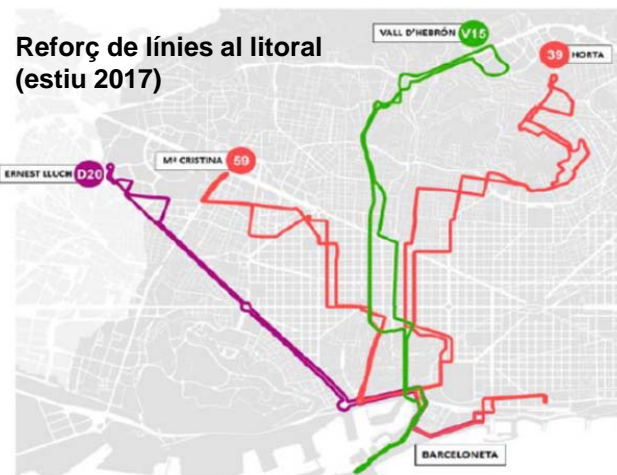 Reforç de línies al litoral
(estiu 2017)
VALL D'HEBRÓN V15
39 HORTA
Mª CRISTINA 59
ERNEST LLUCH D20
BARCELONETA